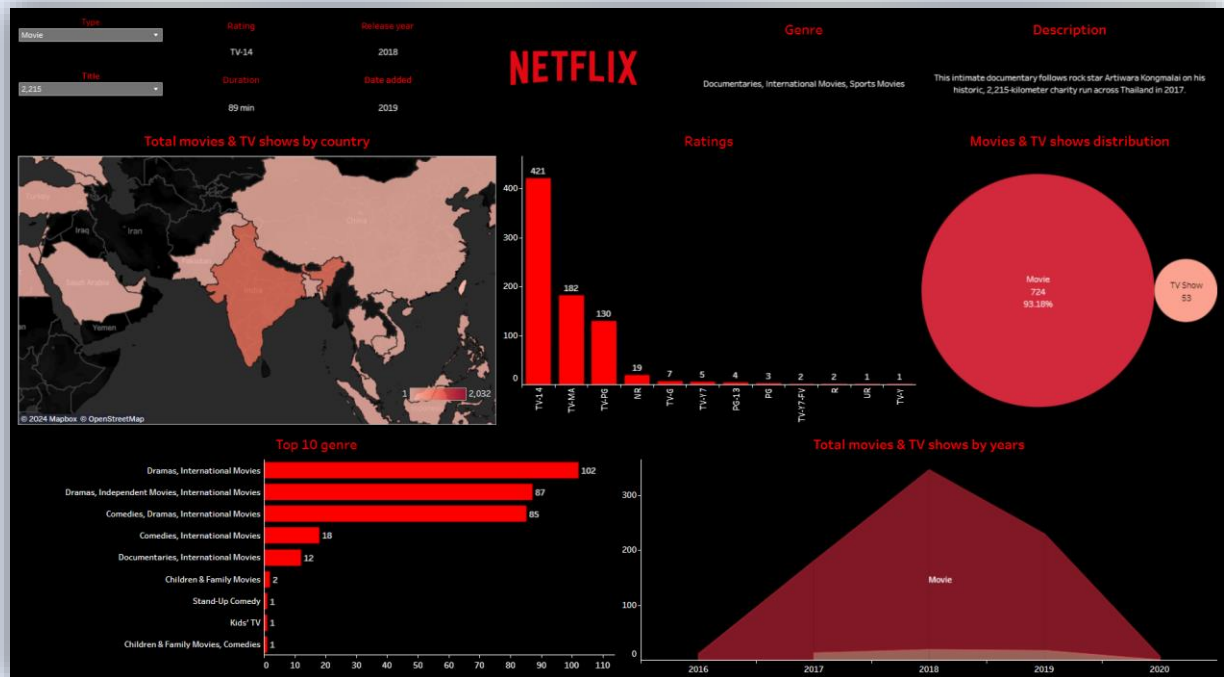 Type
Movie
Rating
TV-14
Release year
2018
Title
2,215
Duration
89 min
Date added
2019
NETFLIX
Genre
Documentaries, International Movies, Sports Movies
Description
This intimate documentary follows rock star Artiwara Kongmalai on his
historic, 2,215-kilometer charity run across Thailand in 2017.
Total movies & TV shows by country
Turkey
Iraq
Iran
China
Pakistan
Saudi Arabia
India
Yemen
1
2,032
© 2024 Mapbox © OpenStreetMap
Ratings
400
300
200
100
0
421
182
130
19
7
5
4
3
2
2
1
1
TV-14
TV-MA
TV-PG
NR
TV-G
TV-Y7
PG-13
PG
TV-Y7-FV
R
UR
TV-Y
Movies & TV shows distribution
Movie
724
93.18%
TV Show
53
Top 10 genre
Dramas, International Movies 102
Dramas, Independent Movies, International Movies 87
Comedies, Dramas, International Movies 85
Comedies, International Movies 18
Documentaries, International Movies 12
Children & Family Movies 2
Stand-Up Comedy 1
Kids' TV 1
Children & Family Movies, Comedies 1
0 10 20 30 40 50 60 70 80 90 100 110
Total movies & TV shows by years
300
200
100
0
Movie
2016 2017 2018 2019 2020